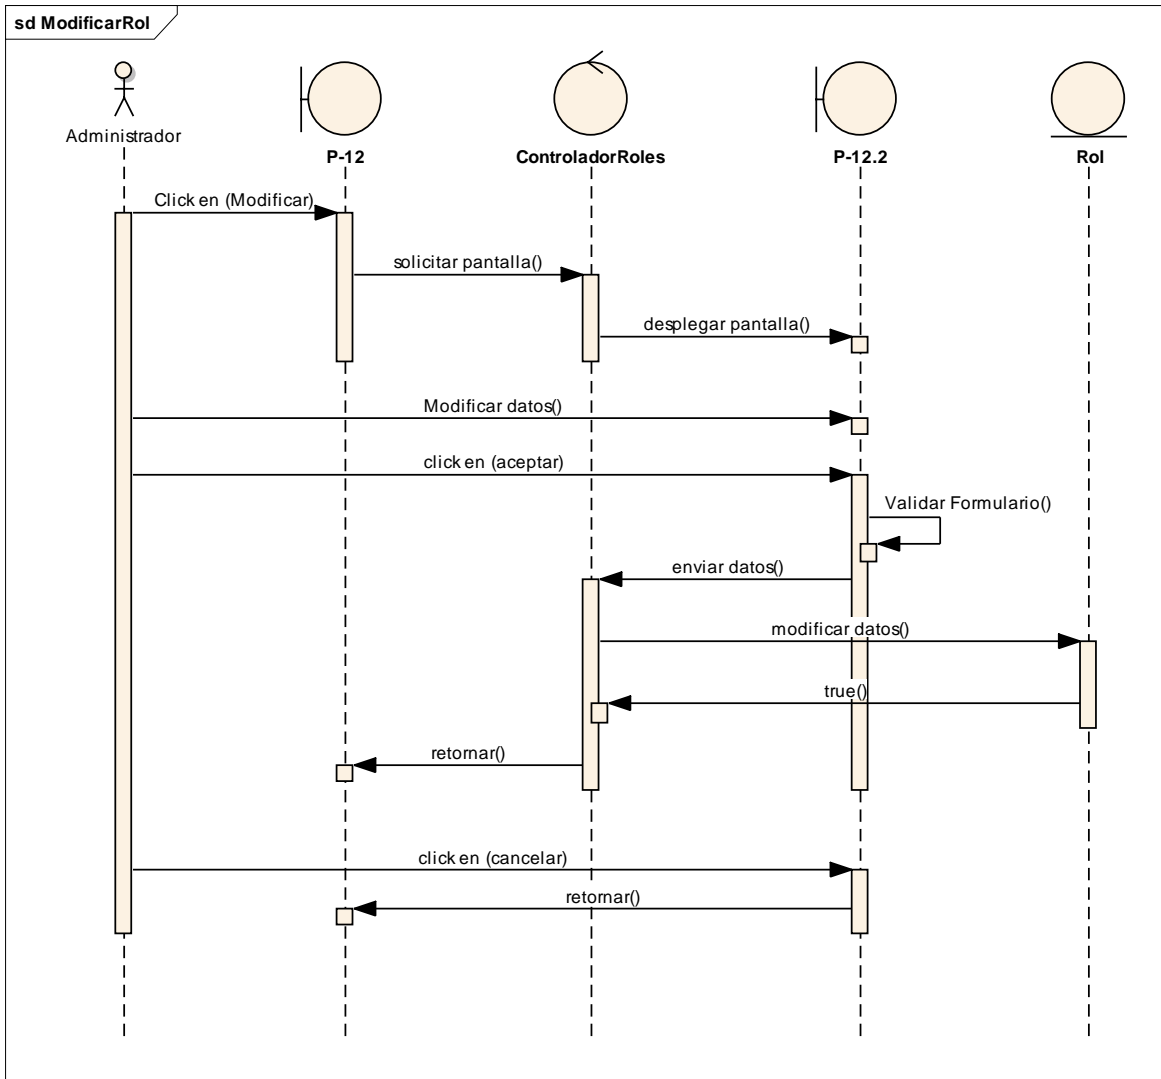 sd ModificarRol
Administrador
P-12
ControladorRoles
P-12.2
Rol
Click en (Modificar)
solicitar pantalla()
desplegar pantalla()
Modificar datos()
click en (aceptar)
Validar Formulario()
enviar datos()
modificar datos()
true()
retornar()
click en (cancelar)
retornar()